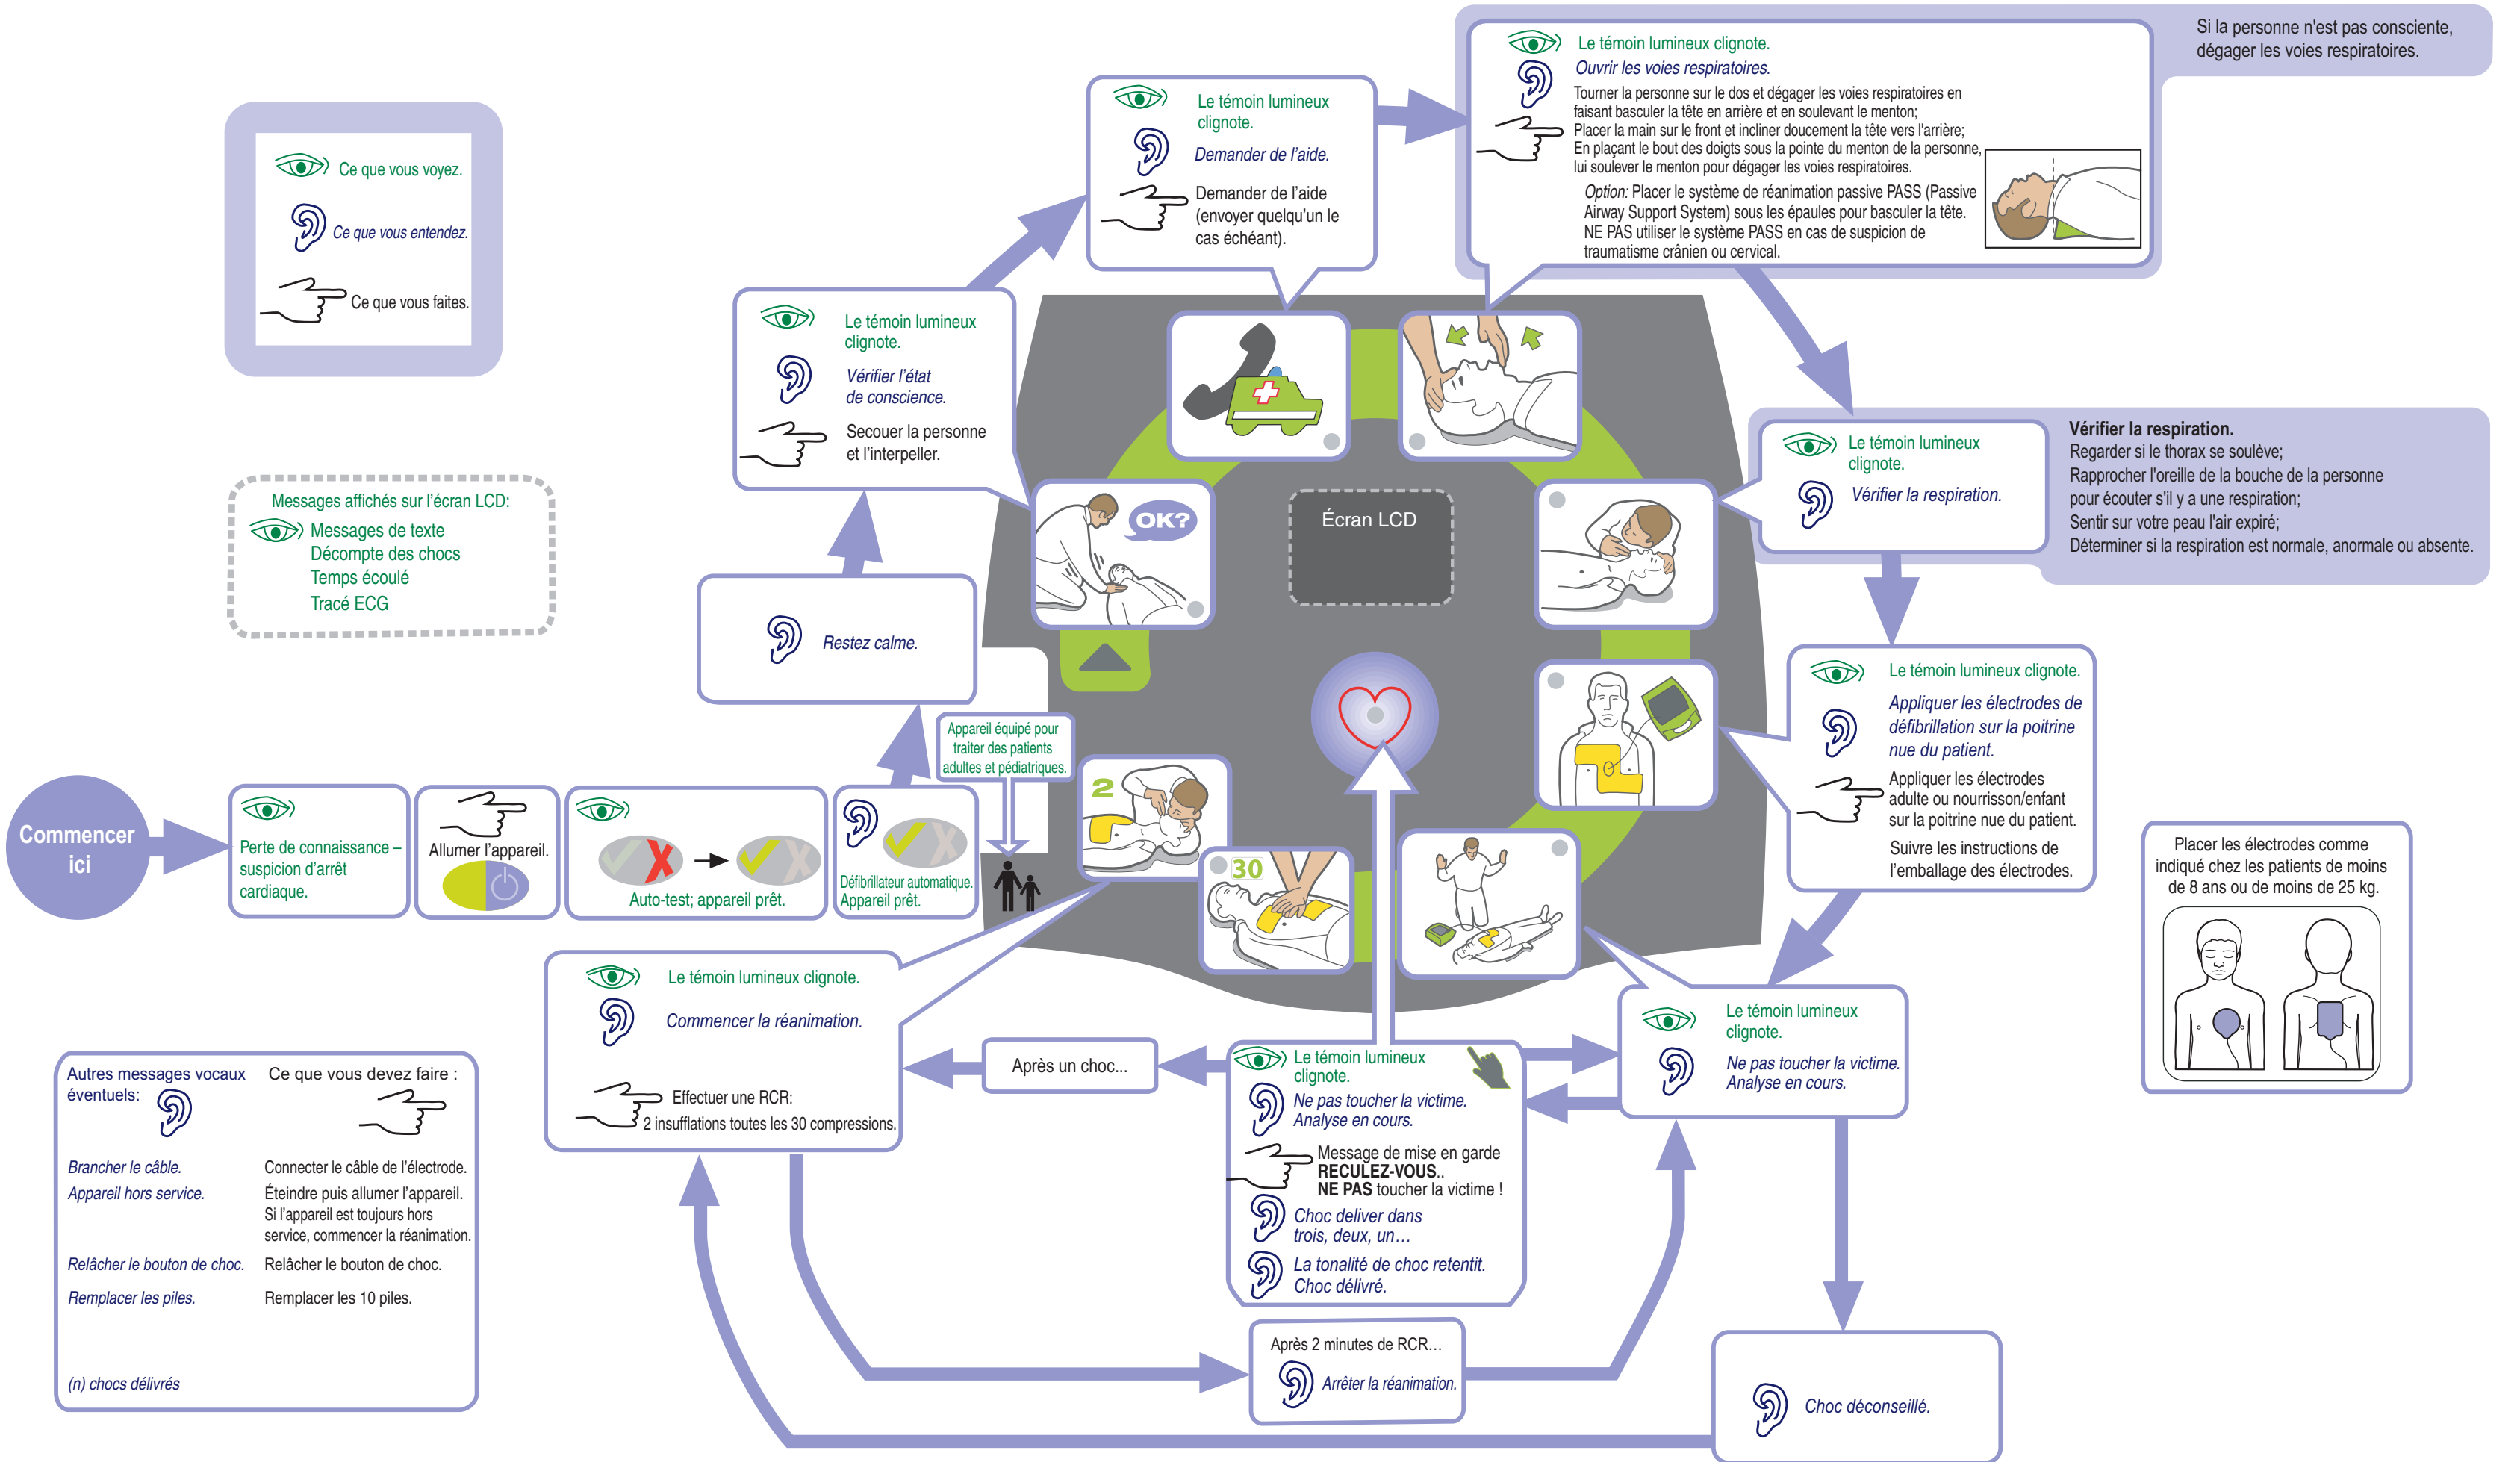 Ce que vous voyez.
Ce que vous entendez.
Ce que vous faites.
Messages affichés sur l'écran LCD:
Messages de texte
Décompte des chocs
Temps écoulé
Tracé ECG
Commencer
ici
Perte de connaissance –
suspicion d'arrêt
cardiaque.
Allumer l'appareil.
Auto-test; appareil prêt.
Défibrillateur automatique.
Appareil prêt.
Appareil équipé pour
traiter des patients
adultes et pédiatriques.
Restez calme.
Le témoin lumineux
clignote.
Vérifier l'état
de conscience.
Secouer la personne
et l'interpeller.
Le témoin lumineux
clignote.
Demander de l'aide.
Demander de l'aide
(envoyer quelqu'un le
cas échéant).
Le témoin lumineux clignote.
Ouvrir les voies respiratoires.
Tourner la personne sur le dos et dégager les voies respiratoires en
faisant basculer la tête en arrière et en soulevant le menton;
Placer la main sur le front et incliner doucement la tête vers l'arrière;
En plaçant le bout des doigts sous la pointe du menton de la personne,
lui soulever le menton pour dégager les voies respiratoires.
Option: Placer le système de réanimation passive PASS (Passive
Airway Support System) sous les épaules pour basculer la tête.
NE PAS utiliser le système PASS en cas de suspicion de
traumatisme crânien ou cervical.
Si la personne n'est pas consciente,
dégager les voies respiratoires.
Le témoin lumineux
clignote.
Vérifier la respiration.
Vérifier la respiration.
Regarder si le thorax se soulève;
Rapprocher l'oreille de la bouche de la personne
pour écouter s'il y a une respiration;
Sentir sur votre peau l'air expiré;
Déterminer si la respiration est normale, anormale ou absente.
OK?
Écran LCD
2
30
Le témoin lumineux clignote.
Appliquer les électrodes de
défibrillation sur la poitrine
nue du patient.
Appliquer les électrodes
adulte ou nourrisson/enfant
sur la poitrine nue du patient.
Suivre les instructions de
l'emballage des électrodes.
Placer les électrodes comme
indiqué chez les patients de moins
de 8 ans ou de moins de 25 kg.
Le témoin lumineux
clignote.
Ne pas toucher la victime.
Analyse en cours.
Le témoin lumineux
clignote.
Ne pas toucher la victime.
Analyse en cours.
Message de mise en garde
RECULEZ-VOUS..
NE PAS toucher la victime !
Choc deliver dans
trois, deux, un…
La tonalité de choc retentit.
Choc délivré.
Après un choc...
Le témoin lumineux clignote.
Commencer la réanimation.
Effectuer une RCR:
2 insufflations toutes les 30 compressions.
Après 2 minutes de RCR…
Arrêter la réanimation.
Choc déconseillé.
Autres messages vocaux
éventuels:
Ce que vous devez faire :
Brancher le câble.
Connecter le câble de l'électrode.
Appareil hors service.
Éteindre puis allumer l'appareil.
Si l'appareil est toujours hors
service, commencer la réanimation.
Relâcher le bouton de choc.
Relâcher le bouton de choc.
Remplacer les piles.
Remplacer les 10 piles.
(n) chocs délivrés